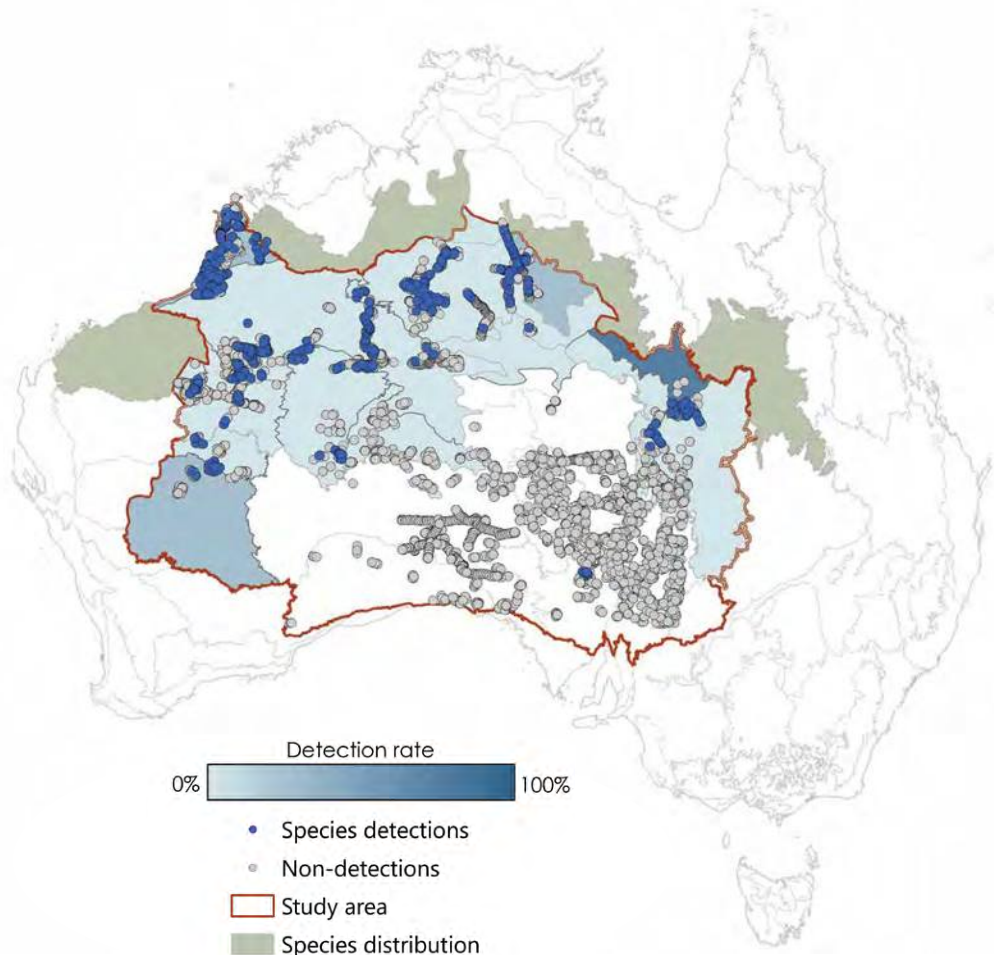 Detection rate
0% 100%
Species detections
Non-detections
Study area
Species distribution